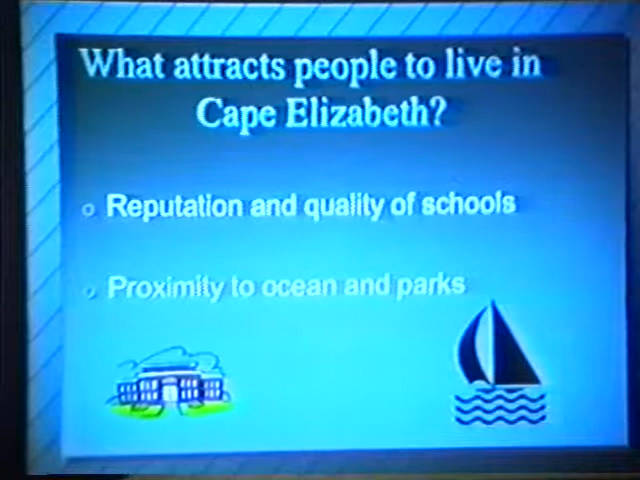 What attracts people to live in
Cape Elizabeth?
Reputation and quality of schools
Proximity to ocean and parks